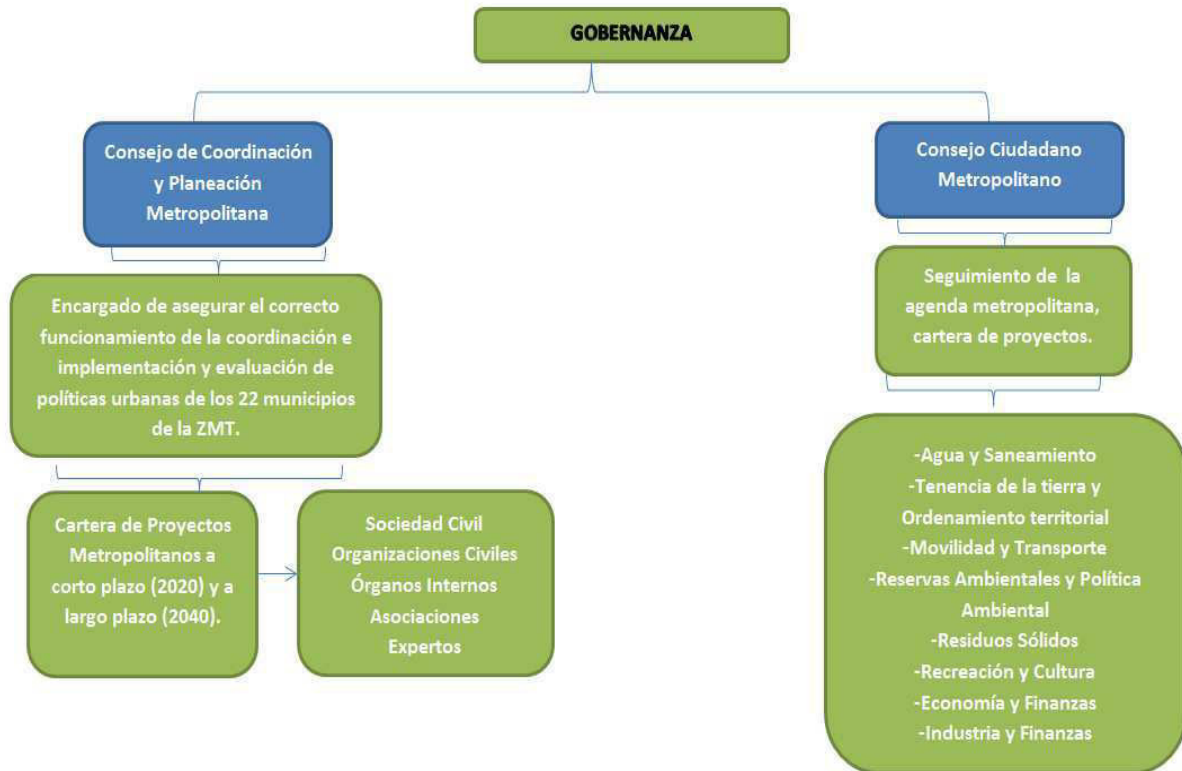 GOBERNANZA
Consejo de Coordinación
y Planeación
Metropolitana
Encargado de asegurar el correcto
funcionamiento de la coordinación e
implementación y evaluación de
políticas urbanas de los 22 municipios
de la ZMT.
Cartera de Proyectos
Metropolitanos a
corto plazo (2020) y a
largo plazo (2040).
Sociedad Civil
Organizaciones Civiles
Órganos Internos
Asociaciones
Expertos
Consejo Ciudadano
Metropolitano
Seguimiento de la
agenda metropolitana,
cartera de proyectos.
-Agua y Saneamiento
-Tenencia de la tierra y
Ordenamiento territorial
-Movilidad y Transporte
-Reservas Ambientales y Política
Ambiental
-Residuos Sólidos
-Recreación y Cultura
-Economía y Finanzas
-Industria y Finanzas